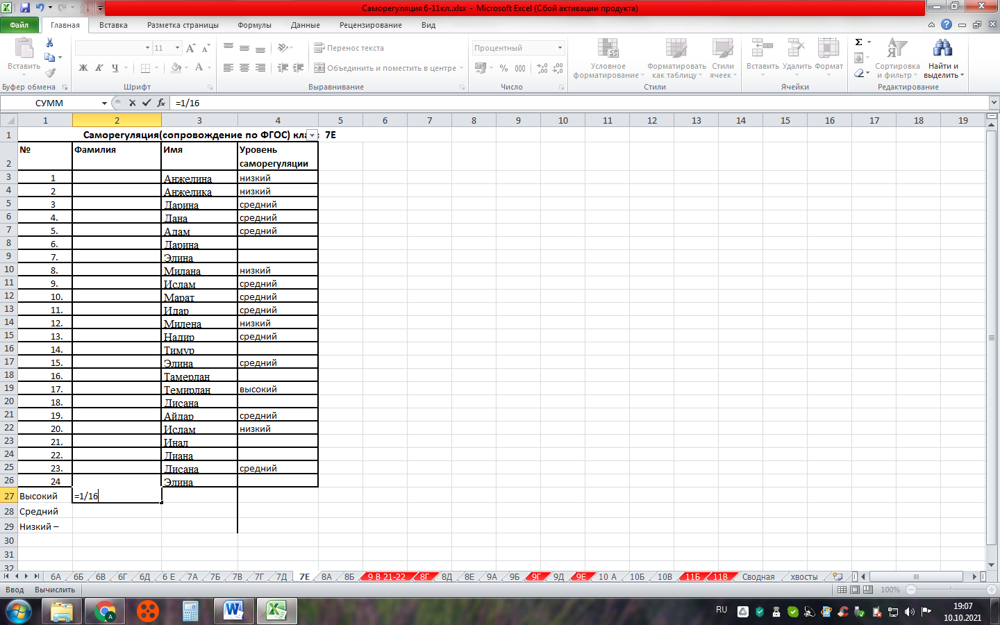 Саморегуляция 6-11кл..xlsx - Microsoft Excel (Сбой активации продукта)
Файл Главная Вставка Разметка страницы Формулы Данные Рецензирование Вид
Вставить
Буфер обмена
11
Ж К Ч
А
Шрифт
Перенос текста
Объединить и поместить в центре
Выравнивание
Процентный
% 000
Число
Условное форматирование
Форматировать как таблицу
Стили ячеек
Стили
Вставить Удалить Формат
Ячейки
Σ
Сортировка и фильтр
Найти и выделить
Редактирование
СУММ fx =1/16
1 2 3 4 5 6 7 8 9 10 11 12 13 14 15 16 17 18 19
1 Саморегуляция(сопровождение по ФГОС) клас 7Е
2 № Фамилия Имя Уровень саморегуляции
3 1 Анжелина низкий
4 2 Анжелика низкий
5 3 Дарина средний
6 4. Дана средний
7 5. Адам средний
8 6. Дарина
9 7. Элина
10 8. Милана низкий
11 9. Ислам средний
12 10. Марат средний
13 11. Идар средний
14 12. Милена низкий
15 13. Надир средний
16 14. Тимур
17 15. Элина средний
18 16. Тамерлан
19 17. Темирлан высокий
20 18. Дисана
21 19. Айдар средний
22 20. Ислам низкий
23 21. Инал
24 22. Диана
25 23. Дисана средний
26 24 Элина
27 Высокий =1/16
28 Средний
29 Низкий –
30
31
32
6А 6Б 6В 6Г 6Д 6 Е 7А 7Б 7В 7Г 7Д 7Е 8А 8Б 9 В 21-22 8Г 8Д 8Е 9А 9Б 9Г 9Д 9Е 10 А 10Б 10В 11Б 11В Сводная хвосты
Ввод Вычислить 100%
RU 19:07
10.10.2021